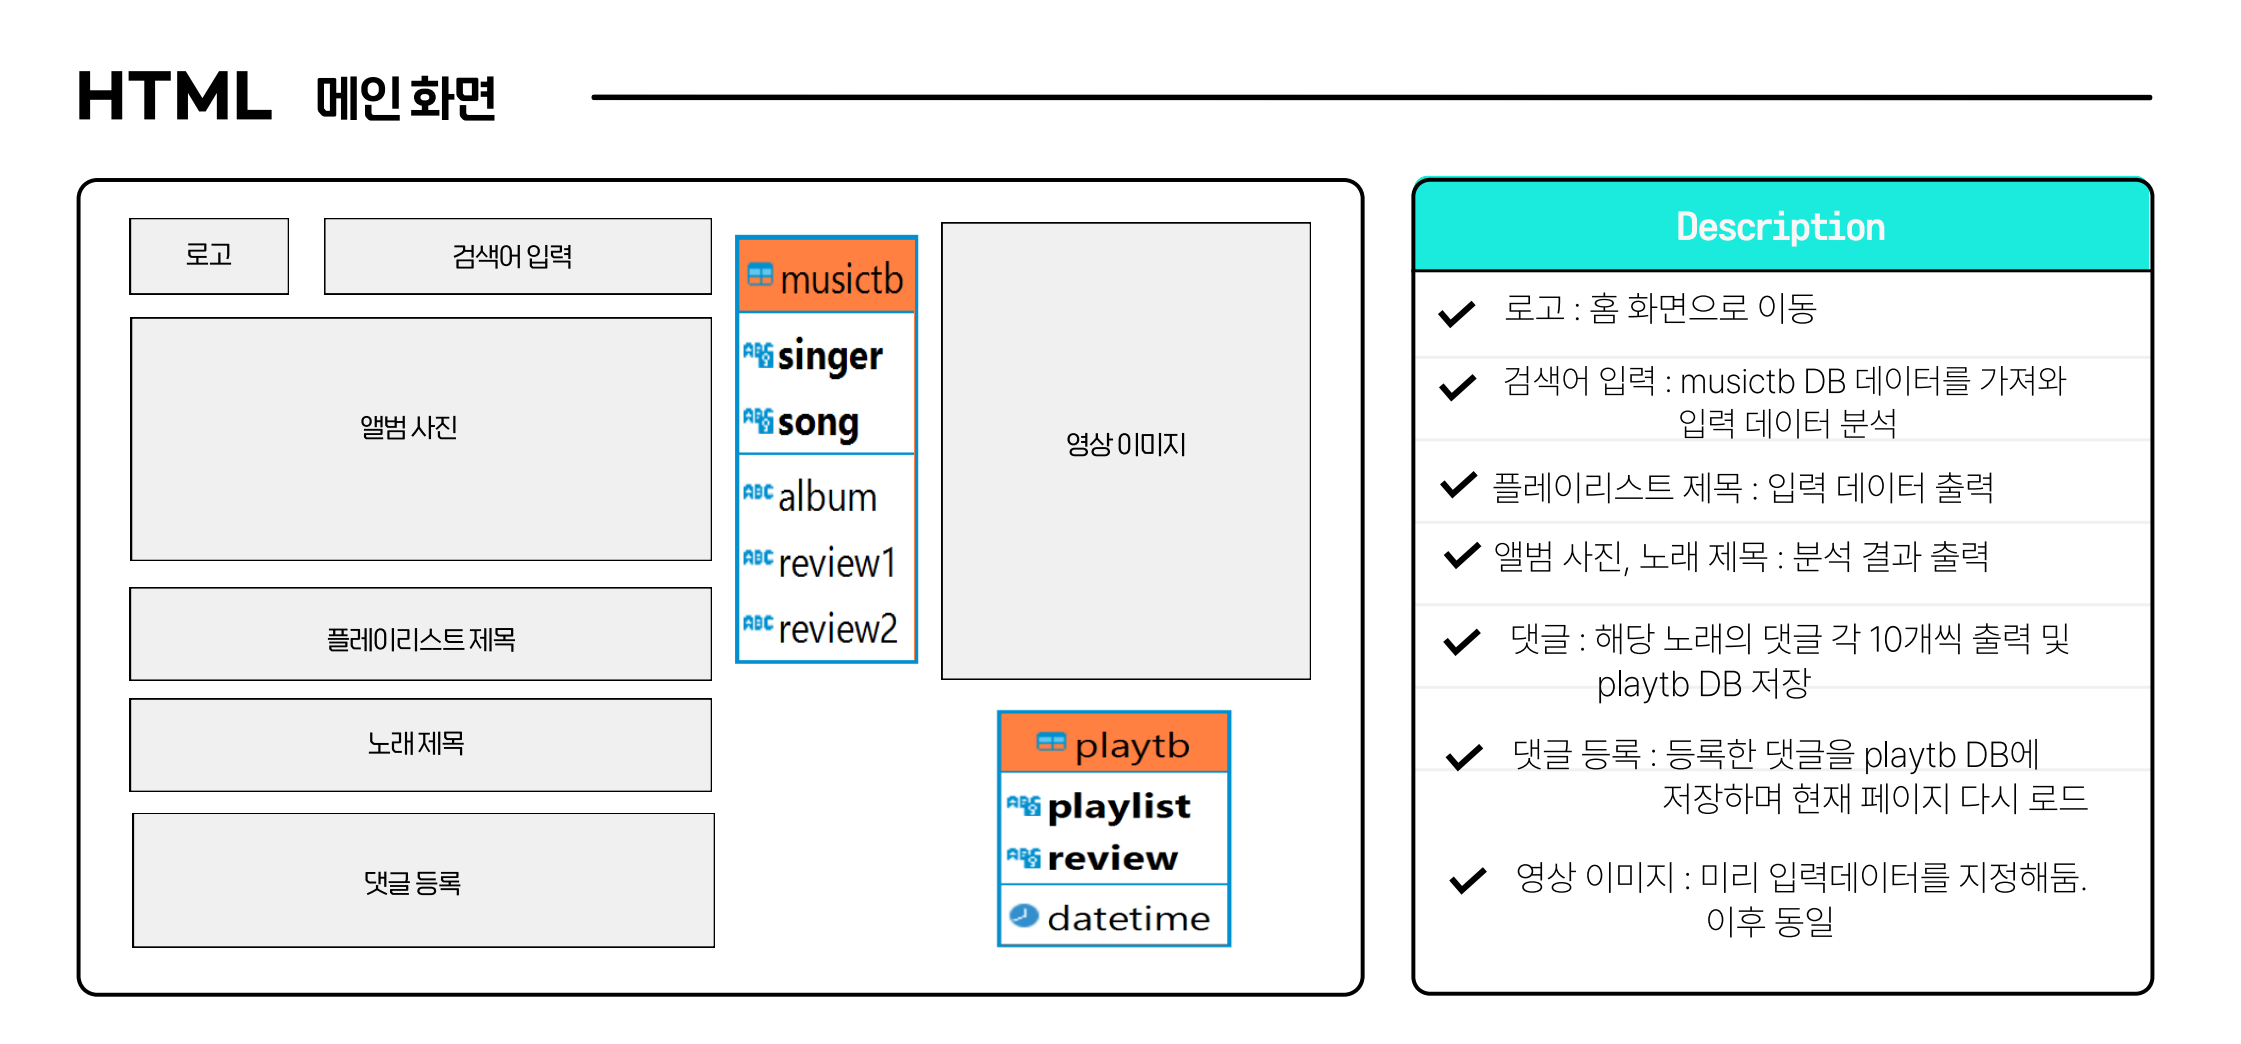 HTML 메인 화면
로고
검색어 입력
앨범 사진
플레이리스트 제목
노래 제목
댓글 등록
musictb
singer
song
album
review1
review2
영상 이미지
playtb
playlist
review
datetime
Description
로고 : 홈 화면으로 이동
검색어 입력 : musictb DB 데이터를 가져와
입력 데이터 분석
플레이리스트 제목 : 입력 데이터 출력
앨범 사진, 노래 제목 : 분석 결과 출력
댓글 : 해당 노래의 댓글 각 10개씩 출력 및
playtb DB 저장
댓글 등록 : 등록한 댓글을 playtb DB에
저장하며 현재 페이지 다시 로드
영상 이미지 : 미리 입력데이터를 지정해둠.
이후 동일